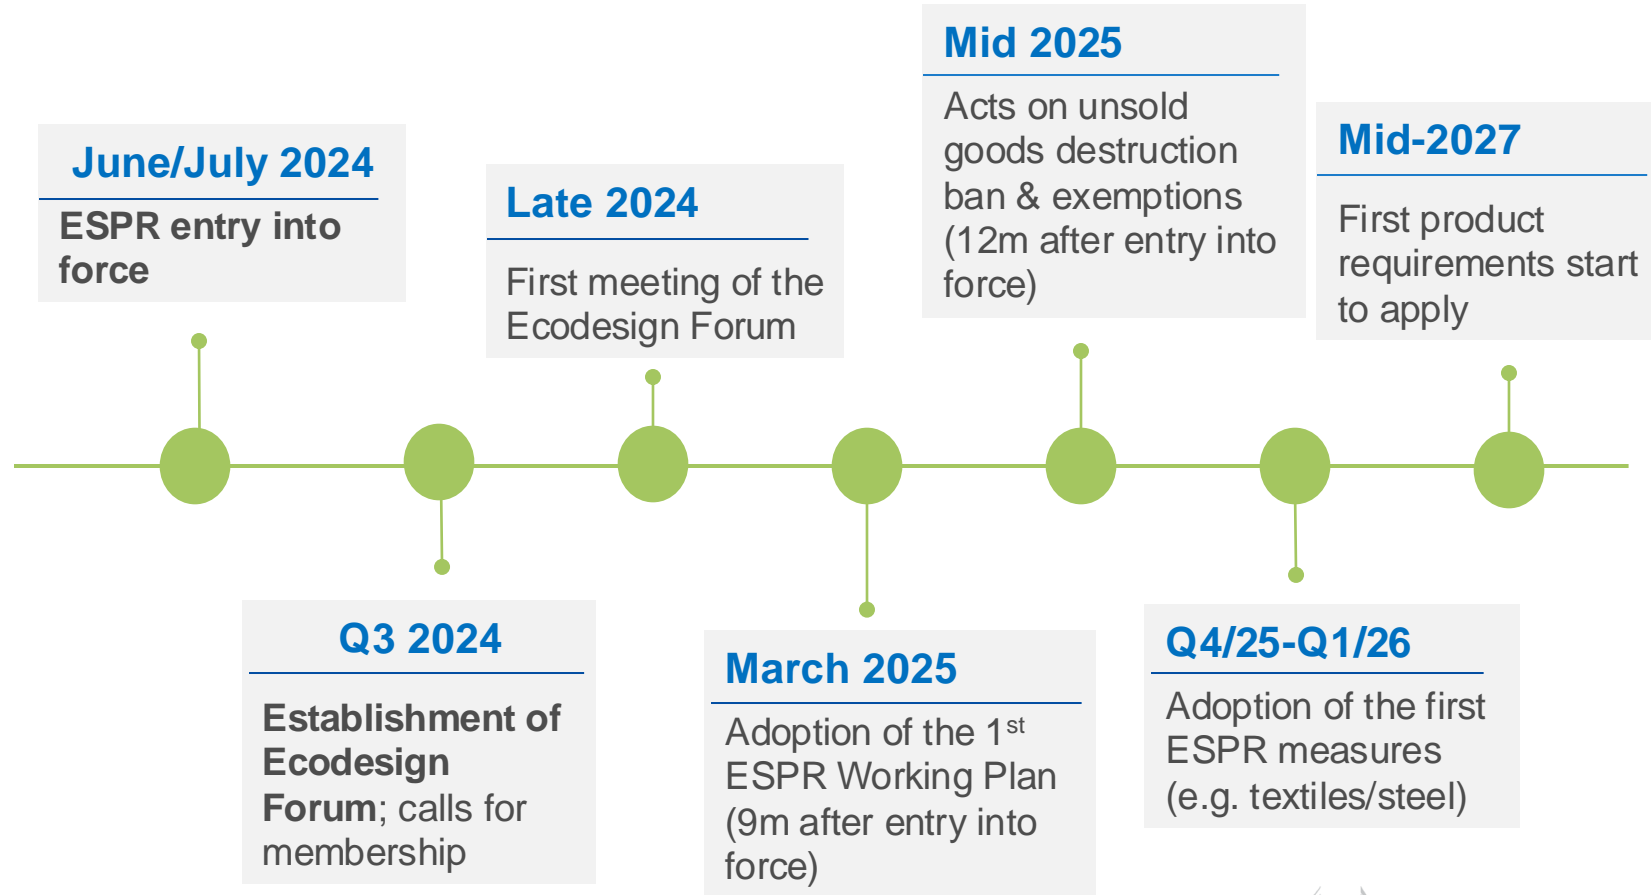 June/July 2024
ESPR entry into
force
Q3 2024
Establishment of
Ecodesign
Forum; calls for
membership
Late 2024
First meeting of the
Ecodesign Forum
March 2025
Adoption of the 1st
ESPR Working Plan
(9m after entry into
force)
Mid 2025
Acts on unsold
goods destruction
ban & exemptions
(12m after entry into
force)
Q4/25-Q1/26
Adoption of the first
ESPR measures
(e.g. textiles/steel)
Mid-2027
First product
requirements start
to apply